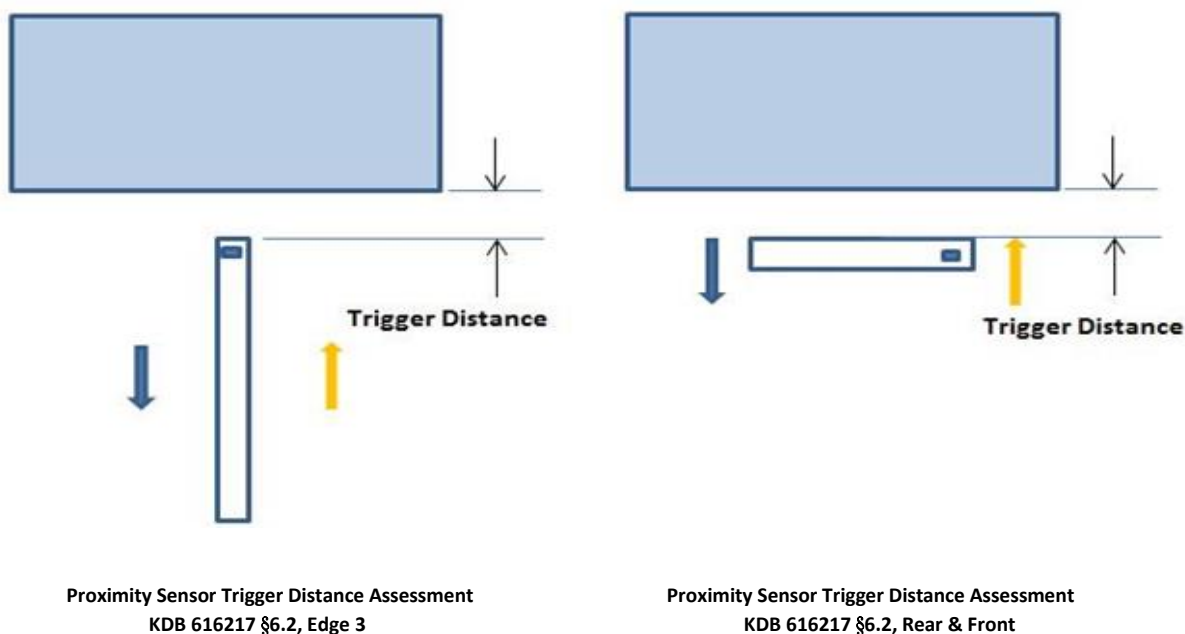 Trigger Distance
Trigger Distance
Proximity Sensor Trigger Distance Assessment
KDB 616217 §6.2, Edge 3
Proximity Sensor Trigger Distance Assessment
KDB 616217 §6.2, Rear & Front